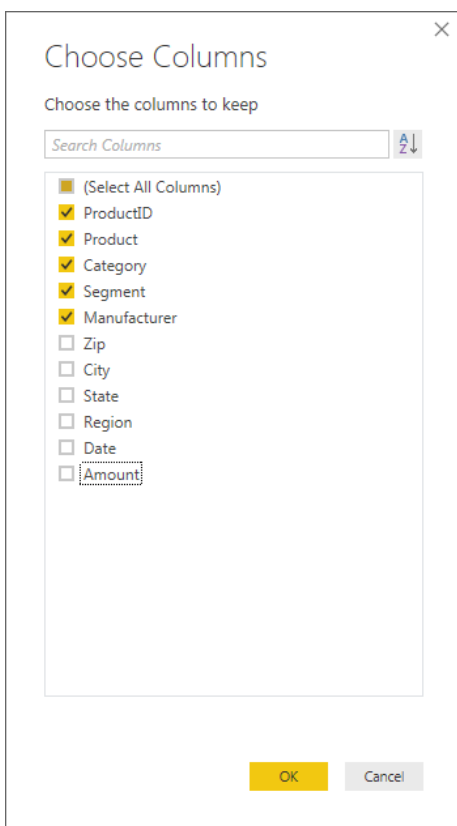 Choose Columns
Choose the columns to keep
Search Columns
(Select All Columns)
ProductID
Product
Category
Segment
Manufacturer
Zip
City
State
Region
Date
Amount
OK Cancel